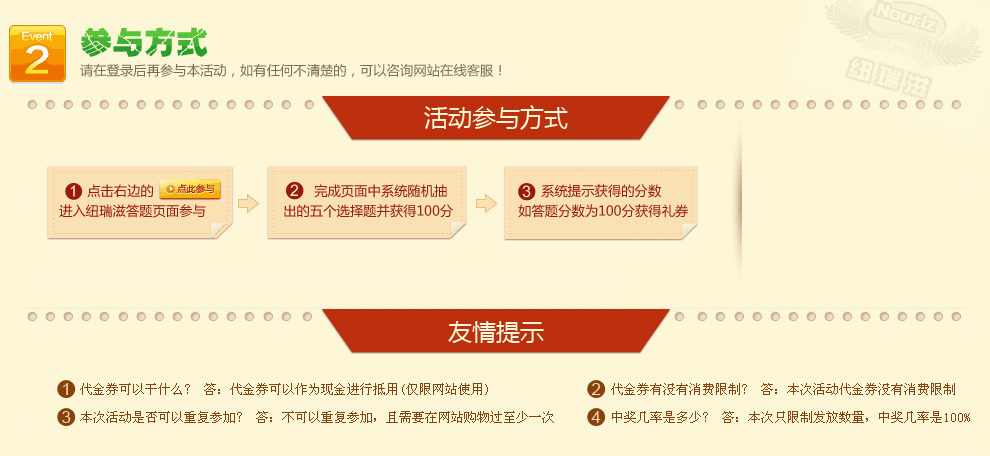 Event
2
参与方式
请在登录后再参与本活动，如有任何不清楚的，可以咨询网站在线客服！
Nouriz
纽瑞滋
活动参与方式
1 点击右边的 点此参与
进入纽瑞滋答题页面参与
2 完成页面中系统随机抽
出的五个选择题并获得100分
3 系统提示获得的分数
如答题分数为100分获得礼券
友情提示
1 代金券可以干什么？ 答：代金券可以作为现金进行抵用(仅限网站使用)
2 代金券有没有消费限制？ 答：本次活动代金券没有消费限制
3 本次活动是否可以重复参加？ 答：不可以重复参加，且需要在网站购物过至少一次
4 中奖几率是多少？ 答：本次只限制发放数量，中奖几率是100%